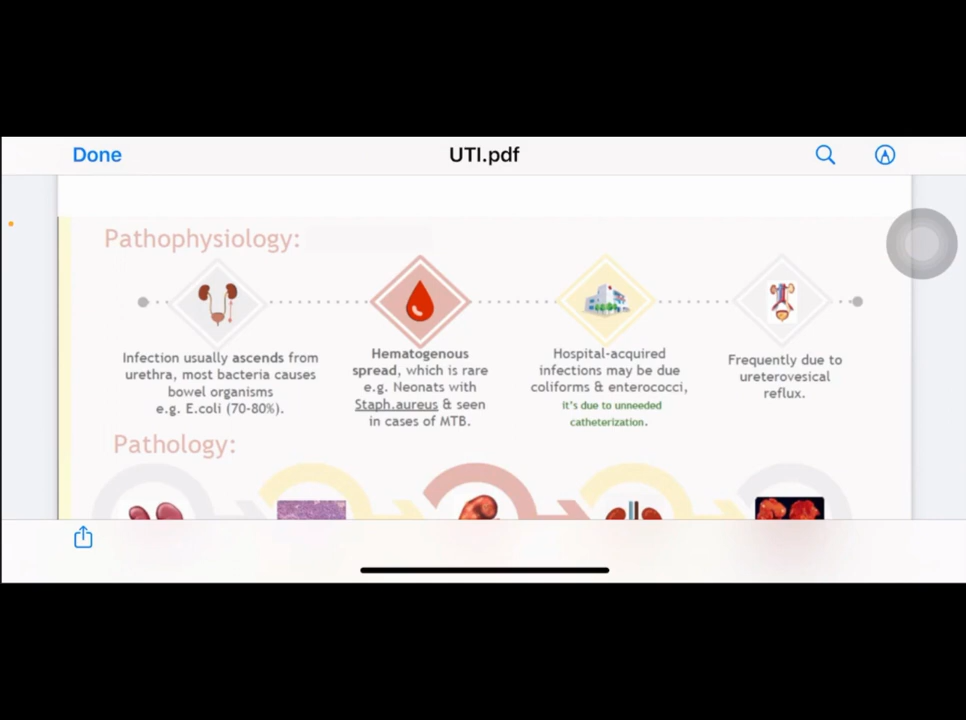 Done
UTI.pdf
Pathophysiology:
Infection usually ascends from
urethra, most bacteria causes
bowel organisms
e.g. E.coli (70-80%).
Hematogenous
spread, which is rare
e.g. Neonats with
Staph.aureus & seen
in cases of MTB.
Hospital-acquired
infections may be due
coliforms & enterococci,
it's due to unneeded
catheterization.
Frequently due to
ureterovesical
reflux.
Pathology: